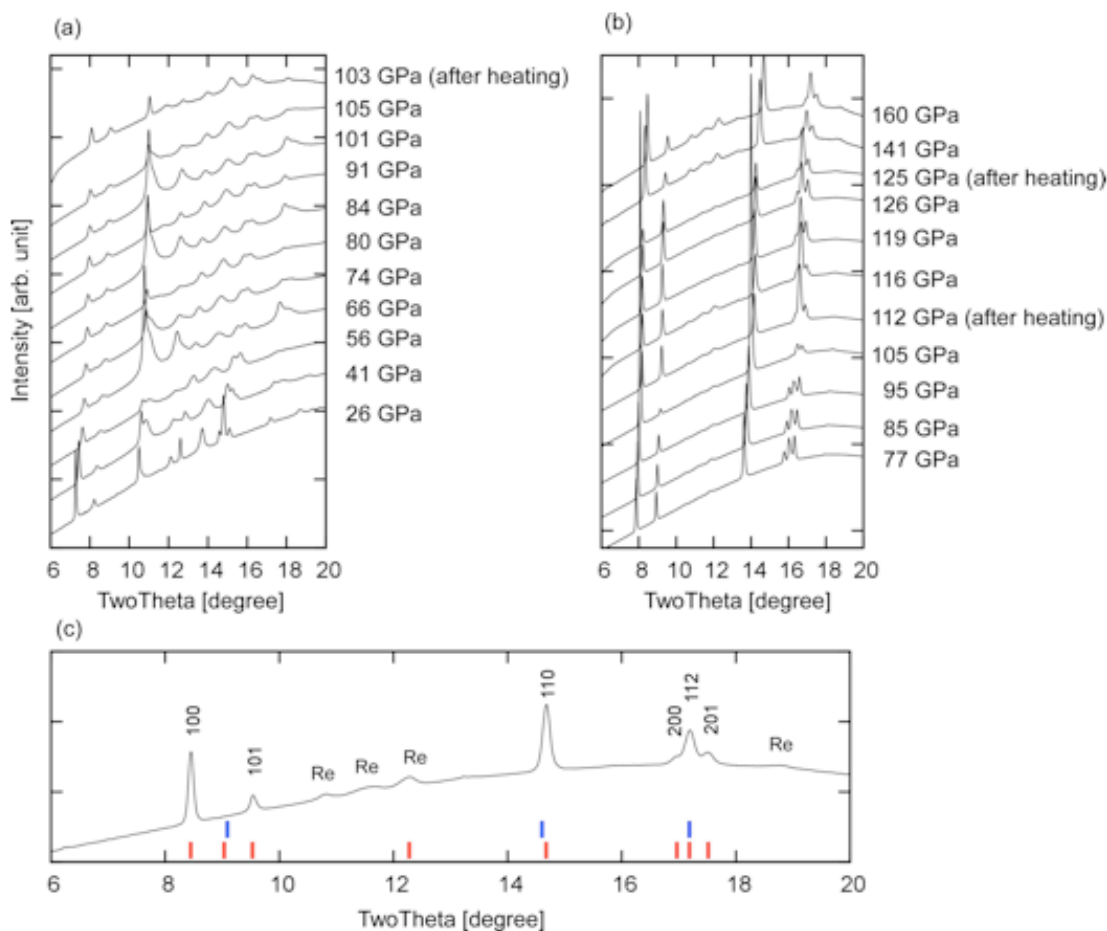 (a)
103 GPa (after heating)
105 GPa
101 GPa
91 GPa
84 GPa
80 GPa
74 GPa
66 GPa
56 GPa
41 GPa
26 GPa
Intensity [arb. unit]
6 8 10 12 14 16 18 20
TwoTheta [degree]
(b)
160 GPa
141 GPa
125 GPa (after heating)
126 GPa
119 GPa
116 GPa
112 GPa (after heating)
105 GPa
95 GPa
85 GPa
77 GPa
6 8 10 12 14 16 18 20
TwoTheta [degree]
(c)
100
101
Re
Re
Re
110
200
112
201
Re
6 8 10 12 14 16 18 20
TwoTheta [degree]